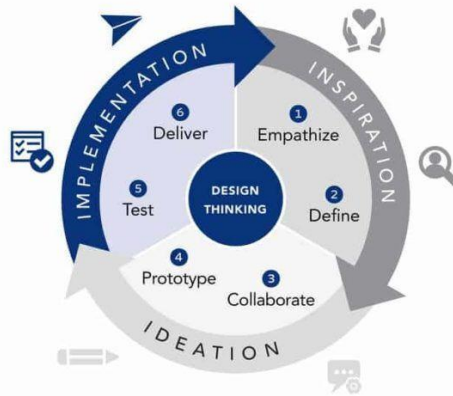 IMPLEMENTATION
INSPIRATION
6
Deliver
1
Empathize
5
Test
DESIGN
THINKING
2
Define
4
Prototype
3
Collaborate
IDEATION